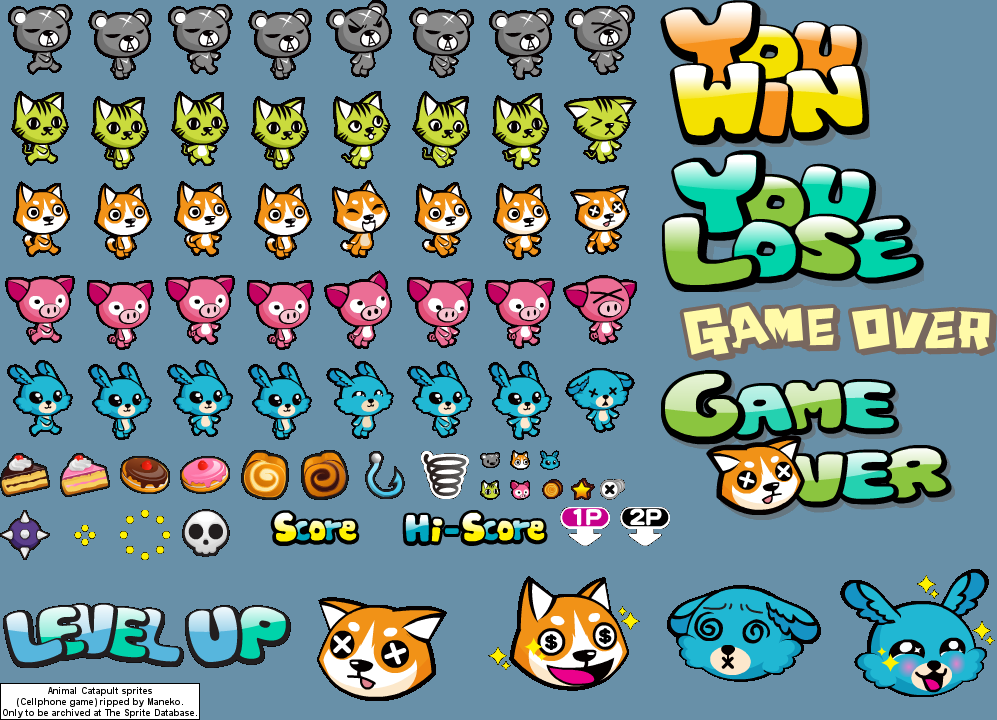 YOU
WIN
YOU
LOSE
GAME OVER
GAME
OVER
Score
Hi-Score
1P
2P
LEVEL UP
$ $
Animal Catapult sprites
(Cellphone game) ripped by Maneko.
Only to be archived at The Sprite Database.